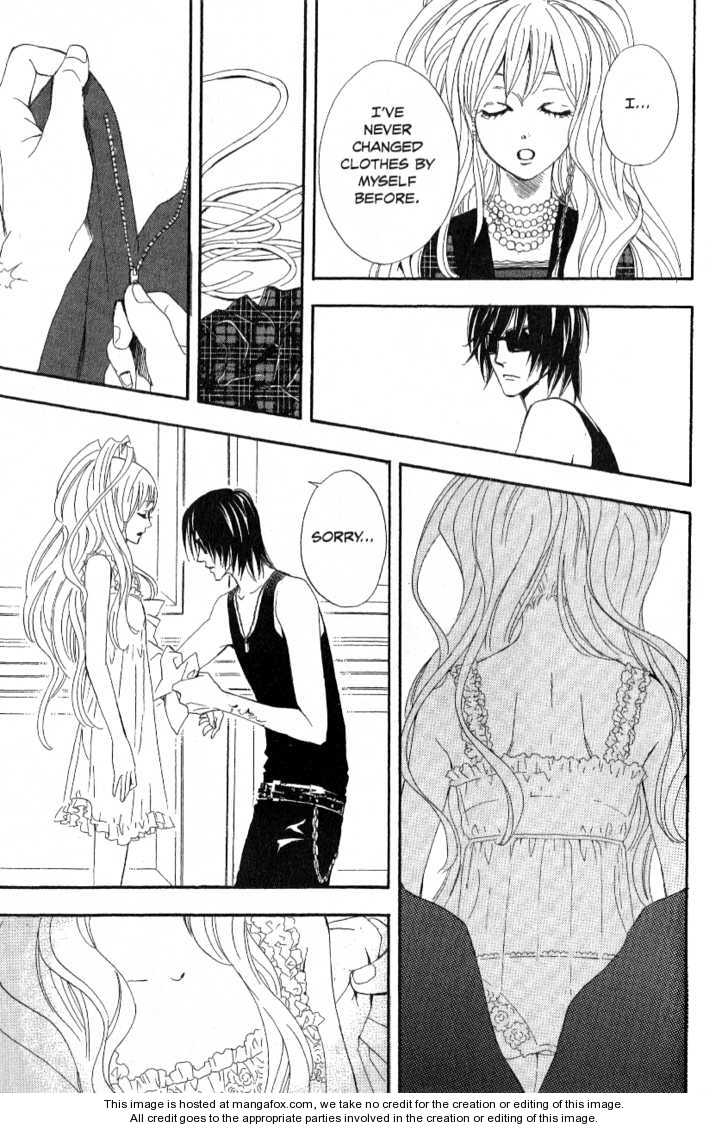 I...
I'VE
NEVER
CHANGED
CLOTHES BY
MYSELF
BEFORE.
SORRY...
This image is hosted at mangafox.com, we take no credit for the creation or editing of this image.
All credit goes to the appropriate parties involved in the creation or editing of this image.